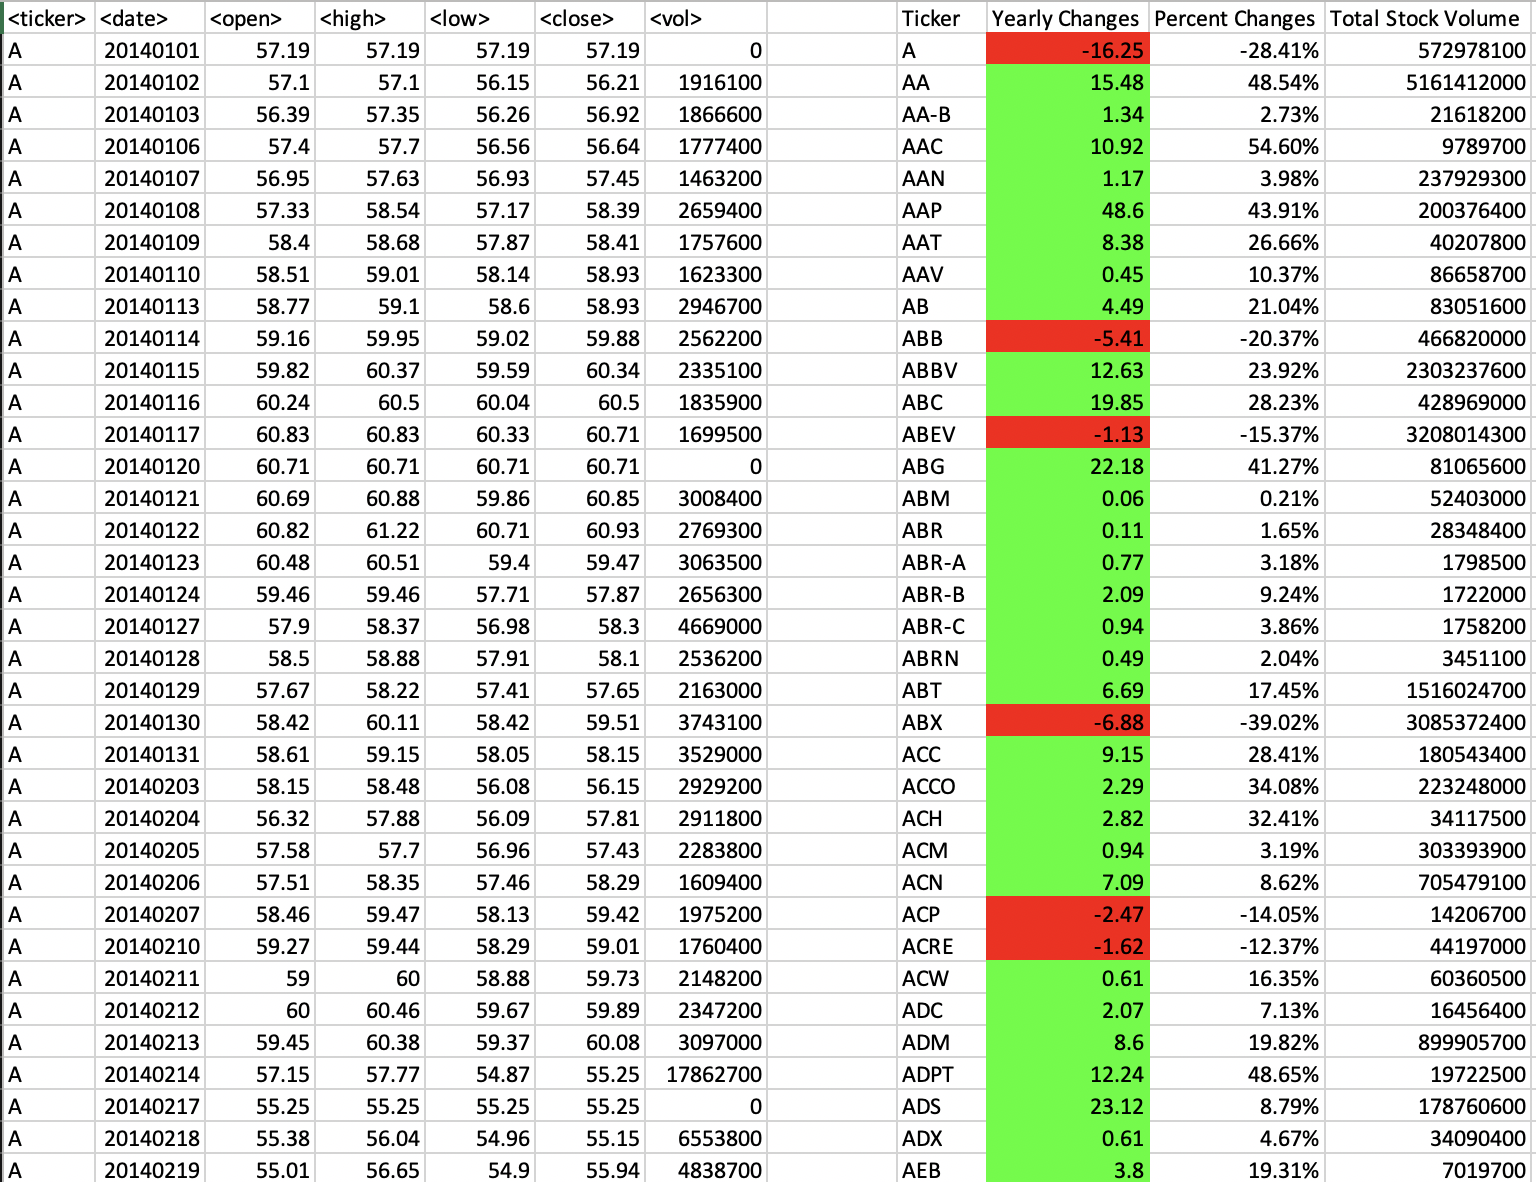 <ticker> <date> <open> <high> <low> <close> <vol> Ticker Yearly Changes Percent Changes Total Stock Volume
A 20140101 57.19 57.19 57.19 57.19 0 A -16.25 -28.41% 572978100
A 20140102 57.1 57.1 56.15 56.21 1916100 AA 15.48 48.54% 5161412000
A 20140103 56.39 57.35 56.26 56.92 1866600 AA-B 1.34 2.73% 21618200
A 20140106 57.4 57.7 56.56 56.64 1777400 AAC 10.92 54.60% 9789700
A 20140107 56.95 57.63 56.93 57.45 1463200 AAN 1.17 3.98% 237929300
A 20140108 57.33 58.54 57.17 58.39 2659400 AAP 48.6 43.91% 200376400
A 20140109 58.4 58.68 57.87 58.41 1757600 AAT 8.38 26.66% 40207800
A 20140110 58.51 59.01 58.14 58.93 1623300 AAV 0.45 10.37% 86658700
A 20140113 58.77 59.1 58.6 58.93 2946700 AB 4.49 21.04% 83051600
A 20140114 59.16 59.95 59.02 59.88 2562200 ABB -5.41 -20.37% 466820000
A 20140115 59.82 60.37 59.59 60.34 2335100 ABBV 12.63 23.92% 2303237600
A 20140116 60.24 60.5 60.04 60.5 1835900 ABC 19.85 28.23% 428969000
A 20140117 60.83 60.83 60.33 60.71 1699500 ABEV -1.13 -15.37% 3208014300
A 20140120 60.71 60.71 60.71 60.71 0 ABG 22.18 41.27% 81065600
A 20140121 60.69 60.88 59.86 60.85 3008400 ABM 0.06 0.21% 52403000
A 20140122 60.82 61.22 60.71 60.93 2769300 ABR 0.11 1.65% 28348400
A 20140123 60.48 60.51 59.4 59.47 3063500 ABR-A 0.77 3.18% 1798500
A 20140124 59.46 59.46 57.71 57.87 2656300 ABR-B 2.09 9.24% 1722000
A 20140127 57.9 58.37 56.98 58.3 4669000 ABR-C 0.94 3.86% 1758200
A 20140128 58.5 58.88 57.91 58.1 2536200 ABRN 0.49 2.04% 3451100
A 20140129 57.67 58.22 57.41 57.65 2163000 ABT 6.69 17.45% 1516024700
A 20140130 58.42 60.11 58.42 59.51 3743100 ABX -6.88 -39.02% 3085372400
A 20140131 58.61 59.15 58.05 58.15 3529000 ACC 9.15 28.41% 180543400
A 20140203 58.15 58.48 56.08 56.15 2929200 ACCO 2.29 34.08% 223248000
A 20140204 56.32 57.88 56.09 57.81 2911800 ACH 2.82 32.41% 34117500
A 20140205 57.58 57.7 56.96 57.43 2283800 ACM 0.94 3.19% 303393900
A 20140206 57.51 58.35 57.46 58.29 1609400 ACN 7.09 8.62% 705479100
A 20140207 58.46 59.47 58.13 59.42 1975200 ACP -2.47 -14.05% 14206700
A 20140210 59.27 59.44 58.29 59.01 1760400 ACRE -1.62 -12.37% 44197000
A 20140211 59 60 58.88 59.73 2148200 ACW 0.61 16.35% 60360500
A 20140212 60 60.46 59.67 59.89 2347200 ADC 2.07 7.13% 16456400
A 20140213 59.45 60.38 59.37 60.08 3097000 ADM 8.6 19.82% 899905700
A 20140214 57.15 57.77 54.87 55.25 17862700 ADPT 12.24 48.65% 19722500
A 20140217 55.25 55.25 55.25 55.25 0 ADS 23.12 8.79% 178760600
A 20140218 55.38 56.04 54.96 55.15 6553800 ADX 0.61 4.67% 34090400
A 20140219 55.01 56.65 54.9 55.94 4838700 AEB 3.8 19.31% 7019700